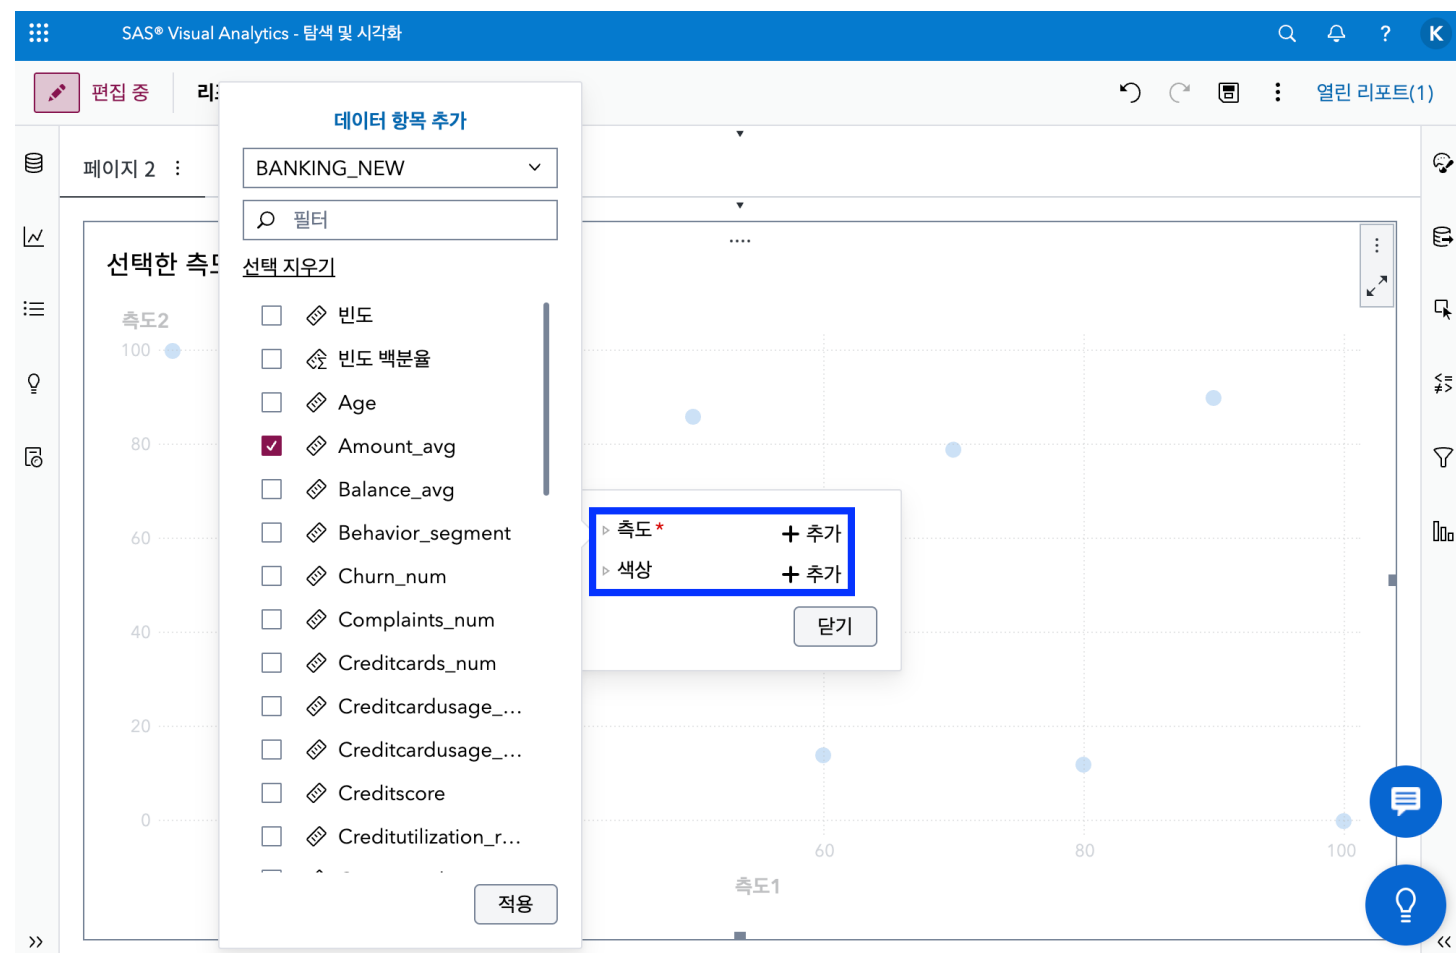 SAS® Visual Analytics - 탐색 및 시각화
?
K
편집 중
열린 리포트(1)
페이지 2
데이터 항목 추가
BANKING_NEW
필터
선택 지우기
빈도
빈도 백분율
Age
Amount_avg
Balance_avg
Behavior_segment
Churn_num
Complaints_num
Creditcards_num
Creditcardusage_...
Creditcardusage_...
Creditscore
Creditutilization_r...
적용
측도*
+ 추가
색상
+ 추가
닫기
선택한
측도2
100
80
60
40
20
0
60
80
100
측도1